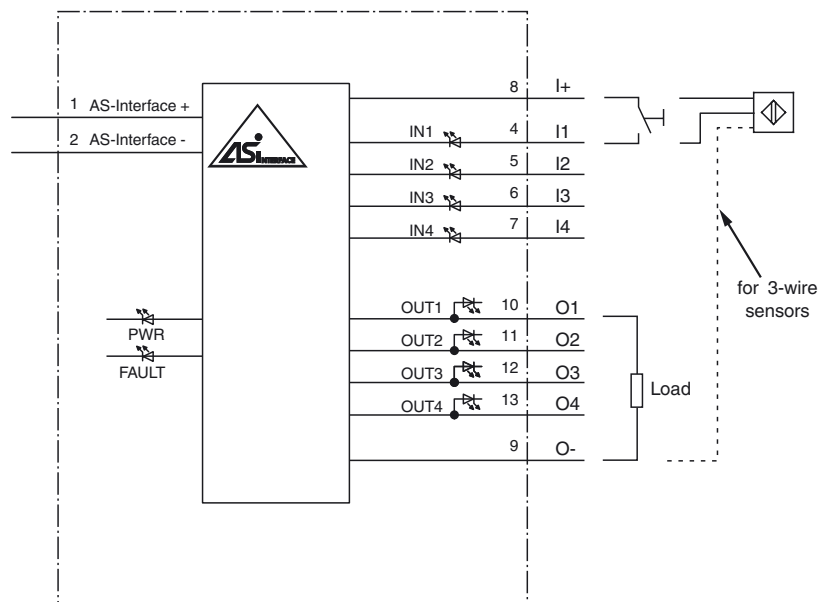 1 AS-Interface +
2 AS-Interface -
ASi INTERFACE
PWR
FAULT
8 I+
IN1 4 I1
IN2 5 I2
IN3 6 I3
IN4 7 I4
OUT1 10 O1
OUT2 11 O2
OUT3 12 O3
OUT4 13 O4
9 O-
Load
for 3-wire
sensors